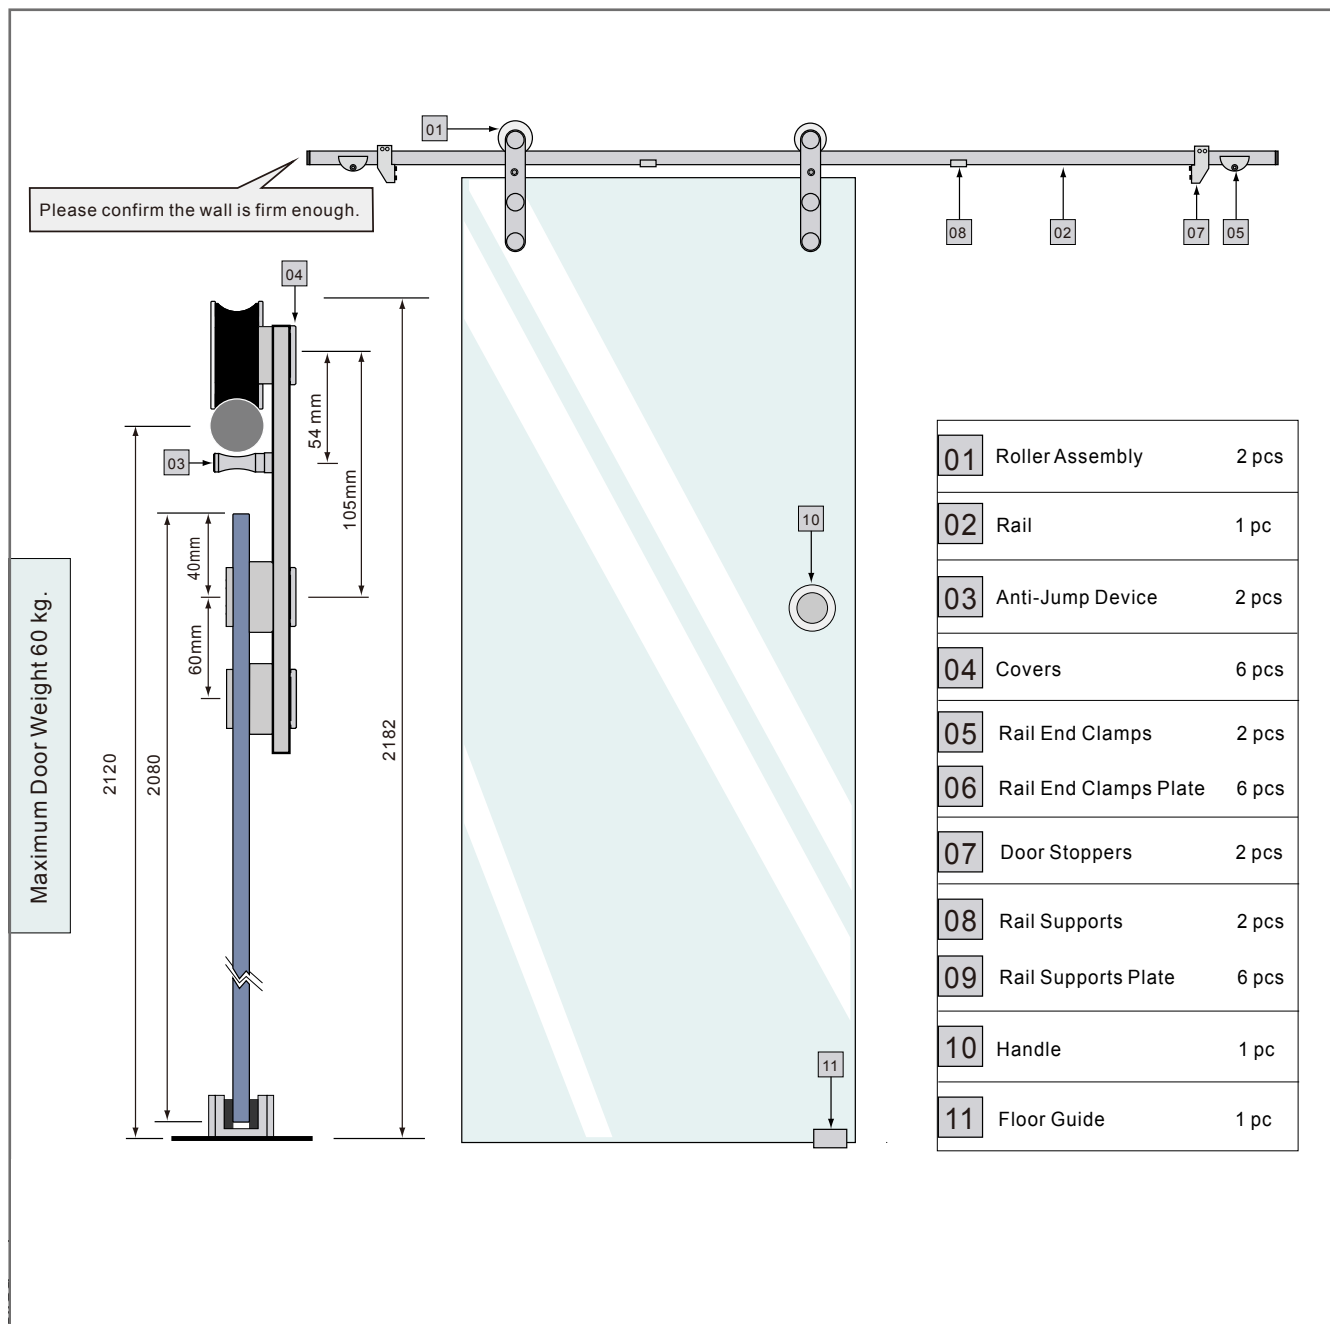 01
Please confirm the wall is firm enough.
08
02
07
05
04
03
54 mm
105mm
40mm
60mm
2120
2080
2182
Maximum Door Weight 60 kg.
10
11
01 Roller Assembly 2 pcs
02 Rail 1 pc
03 Anti-Jump Device 2 pcs
04 Covers 6 pcs
05 Rail End Clamps 2 pcs
06 Rail End Clamps Plate 6 pcs
07 Door Stoppers 2 pcs
08 Rail Supports 2 pcs
09 Rail Supports Plate 6 pcs
10 Handle 1 pc
11 Floor Guide 1 pc